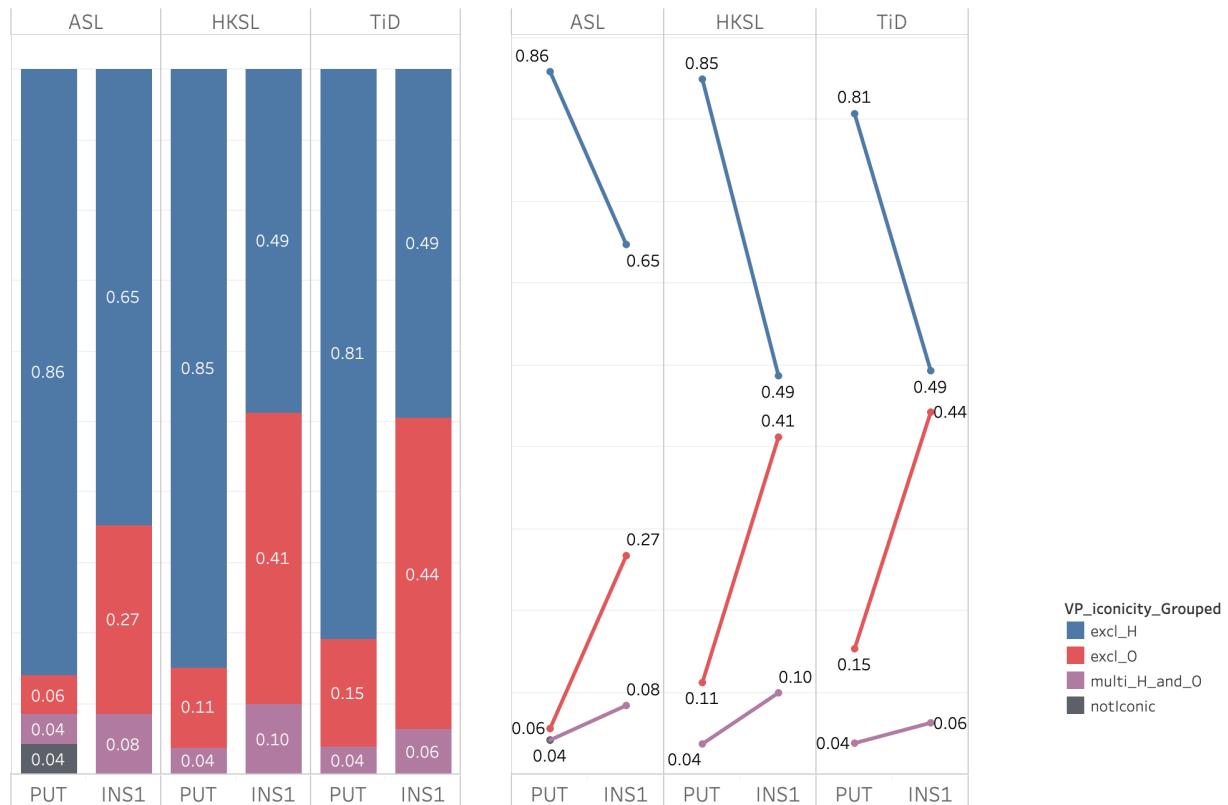 ASL HKSL TiD
0.86 0.65 0.85 0.49 0.81 0.49
0.06 0.27 0.11 0.41 0.15 0.44
0.04 0.08 0.04 0.10 0.04 0.06
0.04
PUT INS1 PUT INS1 PUT INS1
ASL HKSL TiD
0.86 0.85 0.81
0.65 0.49 0.49
0.41 0.44
0.27
0.08 0.11 0.10 0.15
0.06 0.06
0.04 0.04 0.04
PUT INS1 PUT INS1 PUT INS1
VP_iconicity_Grouped
excl_H
excl_O
multi_H_and_O
notIconic